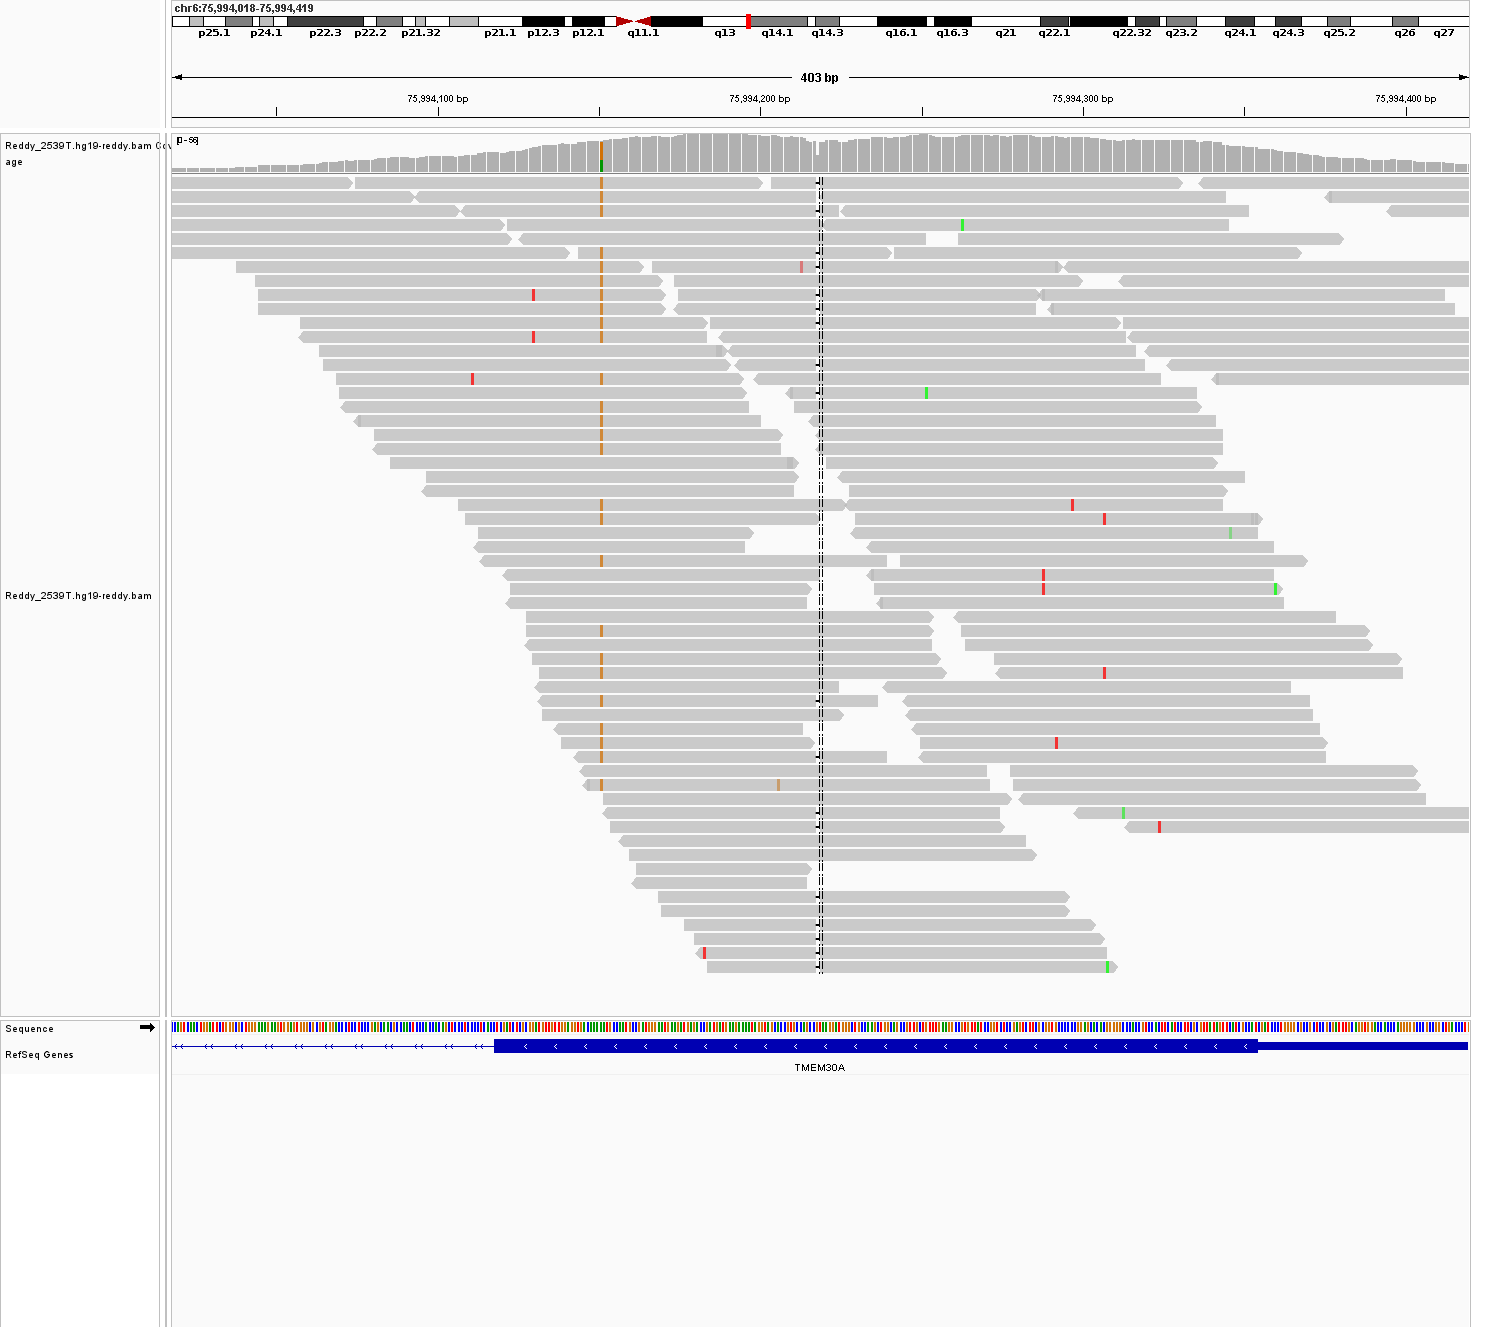 chr6:75,994,018-75,994,419
p25.1 p24.1 p22.3 p22.2 p21.32 p21.1 p12.3 p12.1 q11.1 q13 q14.1 q14.3 q16.1 q16.3 q21 q22.1 q22.32 q23.2 q24.1 q24.3 q25.2 q26 q27
403 bp
75,994,100 bp 75,994,200 bp 75,994,300 bp 75,994,400 bp
Reddy_2539T.hg19-reddy.bam Cov
age
Reddy_2539T.hg19-reddy.bam
Sequence
RefSeq Genes
TMEM30A